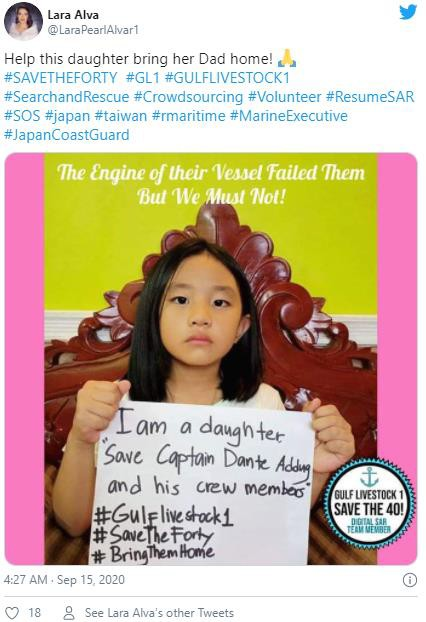 Lara Alva
@LaraPearlAlvar1
Help this daughter bring her Dad home! 🙏
#SAVETHEFORTY #GL1 #GULFLIVESTOCK1
#SearchandRescue #Crowdsourcing #Volunteer #ResumeSAR
#SOS #japan #taiwan #rmaritime #MarineExecutive
#JapanCoastGuard
The Engine of their Vessel Failed Them
But We Must Not!
I am a daughter
"Save Captain Dante Addug
and his crew members"
#Gulflivestock1
#SaveTheForty
#BringThemHome
GULF LIVESTOCK 1
SAVE THE 40!
DIGITAL SAR
TEAM MEMBER
4:27 AM · Sep 15, 2020
18
See Lara Alva's other Tweets